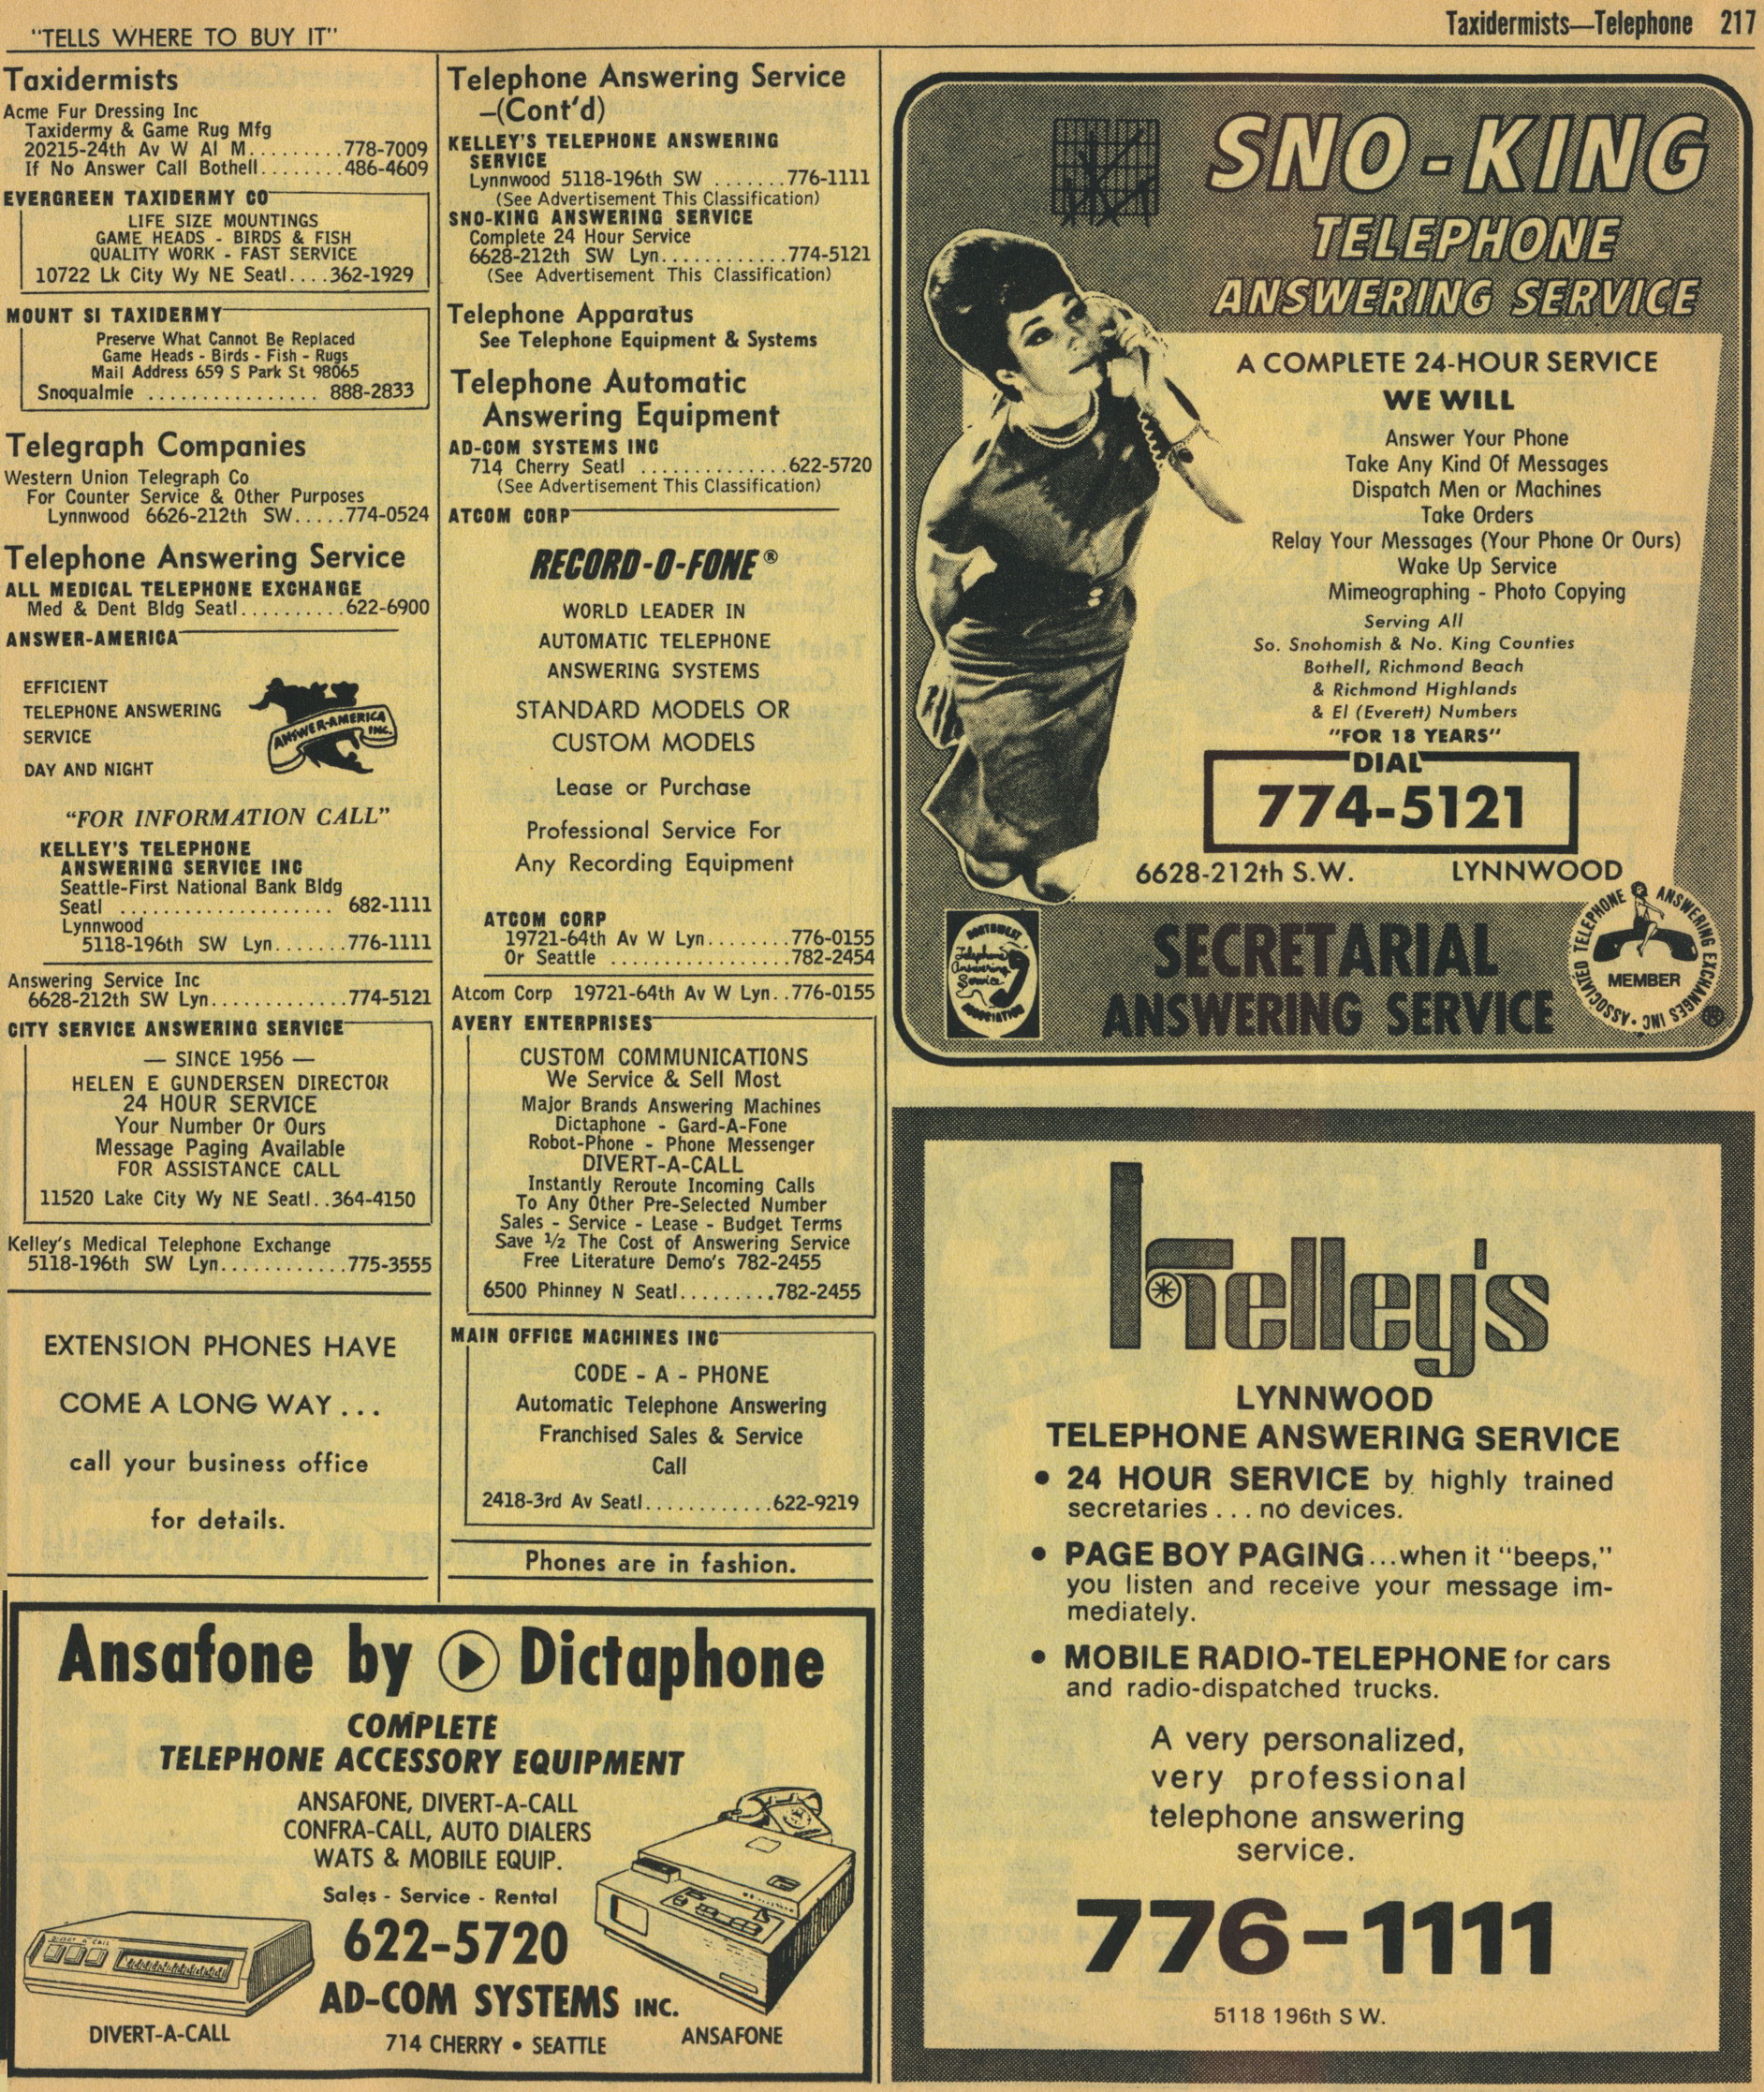 "TELLS WHERE TO BUY IT"
Taxidermists—Telephone 217
Taxidermists
Acme Fur Dressing Inc
Taxidermy & Game Rug Mfg
20215-24th Av W Al M.........778-7009
If No Answer Call Bothell........486-4609
EVERGREEN TAXIDERMY CO
LIFE SIZE MOUNTINGS
GAME HEADS - BIRDS & FISH
QUALITY WORK - FAST SERVICE
10722 Lk City Wy NE Seatl....362-1929
MOUNT SI TAXIDERMY
Preserve What Cannot Be Replaced
Game Heads - Birds - Fish - Rugs
Mail Address 659 S Park St 98065
Snoqualmie ................ 888-2833
Telegraph Companies
Western Union Telegraph Co
For Counter Service & Other Purposes
Lynnwood 6626-212th SW.....774-0524
Telephone Answering Service
ALL MEDICAL TELEPHONE EXCHANGE
Med & Dent Bldg Seatl..........622-6900
ANSWER-AMERICA
EFFICIENT
TELEPHONE ANSWERING
SERVICE
DAY AND NIGHT
ANSWER-AMERICA
INC.
"FOR INFORMATION CALL"
KELLEY'S TELEPHONE
ANSWERING SERVICE INC
Seattle-First National Bank Bldg
Seatl .................... 682-1111
Lynnwood
5118-196th SW Lyn.......776-1111
Answering Service Inc
6628-212th SW Lyn.............774-5121
CITY SERVICE ANSWERING SERVICE
— SINCE 1956 —
HELEN E GUNDERSEN DIRECTOR
24 HOUR SERVICE
Your Number Or Ours
Message Paging Available
FOR ASSISTANCE CALL
11520 Lake City Wy NE Seatl..364-4150
Kelley's Medical Telephone Exchange
5118-196th SW Lyn............775-3555
EXTENSION PHONES HAVE
COME A LONG WAY...
call your business office
for details.
Telephone Answering Service
—(Cont'd)
KELLEY'S TELEPHONE ANSWERING
SERVICE
Lynnwood 5118-196th SW .......776-1111
(See Advertisement This Classification)
SNO-KING ANSWERING SERVICE
Complete 24 Hour Service
6628-212th SW Lyn............774-5121
(See Advertisement This Classification)
Telephone Apparatus
See Telephone Equipment & Systems
Telephone Automatic
Answering Equipment
AD-COM SYSTEMS INC
714 Cherry Seatl ..............622-5720
(See Advertisement This Classification)
ATCOM CORP
RECORD-O-FONE®
WORLD LEADER IN
AUTOMATIC TELEPHONE
ANSWERING SYSTEMS
STANDARD MODELS OR
CUSTOM MODELS
Lease or Purchase
Professional Service For
Any Recording Equipment
ATCOM CORP
19721-64th Av W Lyn........776-0155
Or Seattle .................782-2454
Atcom Corp 19721-64th Av W Lyn..776-0155
AVERY ENTERPRISES
CUSTOM COMMUNICATIONS
We Service & Sell Most
Major Brands Answering Machines
Dictaphone - Gard-A-Fone
Robot-Phone - Phone Messenger
DIVERT-A-CALL
Instantly Reroute Incoming Calls
To Any Other Pre-Selected Number
Sales - Service - Lease - Budget Terms
Save ½ The Cost of Answering Service
Free Literature Demo's 782-2455
6500 Phinney N Seatl.........782-2455
MAIN OFFICE MACHINES INC
CODE - A - PHONE
Automatic Telephone Answering
Franchised Sales & Service
Call
2418-3rd Av Seatl............622-9219
Phones are in fashion.
Ansafone by Dictaphone
COMPLETE
TELEPHONE ACCESSORY EQUIPMENT
ANSAFONE, DIVERT-A-CALL
CONFRA-CALL, AUTO DIALERS
WATS & MOBILE EQUIP.
Sales - Service - Rental
622-5720
AD-COM SYSTEMS INC.
714 CHERRY • SEATTLE
DIVERT A CALL
DIVERT-A-CALL
ANSAFONE
SNO-KING
TELEPHONE
ANSWERING SERVICE
A COMPLETE 24-HOUR SERVICE
WE WILL
Answer Your Phone
Take Any Kind Of Messages
Dispatch Men or Machines
Take Orders
Relay Your Messages (Your Phone Or Ours)
Wake Up Service
Mimeographing - Photo Copying
Serving All
So. Snohomish & No. King Counties
Bothell, Richmond Beach
& Richmond Highlands
& El (Everett) Numbers
"FOR 18 YEARS"
DIAL
774-5121
6628-212th S.W. LYNNWOOD
NORTHWEST
Telephone
Answering
Service
ASSOCIATION
SECRETARIAL
ANSWERING SERVICE
ASSOCIATED TELEPHONE ANSWERING EXCHANGES INC •
MEMBER
®
Kelley's
LYNNWOOD
TELEPHONE ANSWERING SERVICE
• 24 HOUR SERVICE by highly trained
secretaries ... no devices.
• PAGE BOY PAGING...when it "beeps,"
you listen and receive your message im-
mediately.
• MOBILE RADIO-TELEPHONE for cars
and radio-dispatched trucks.
A very personalized,
very professional
telephone answering
service.
776-1111
5118 196th S W.